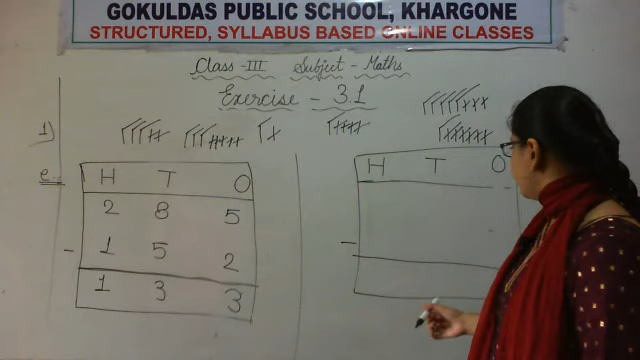 GOKULDAS PUBLIC SCHOOL, KHARGONE
STRUCTURED, SYLLABUS BASED ONLINE CLASSES
Class-III Subject - Maths
Exercise - 3.1
1)
e.
H T O
2 8 5
- 1 5 2
1 3 3
H T O
-